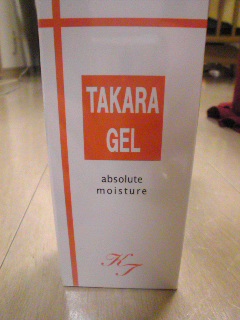 TAKARA
GEL
absolute
moisture
KT